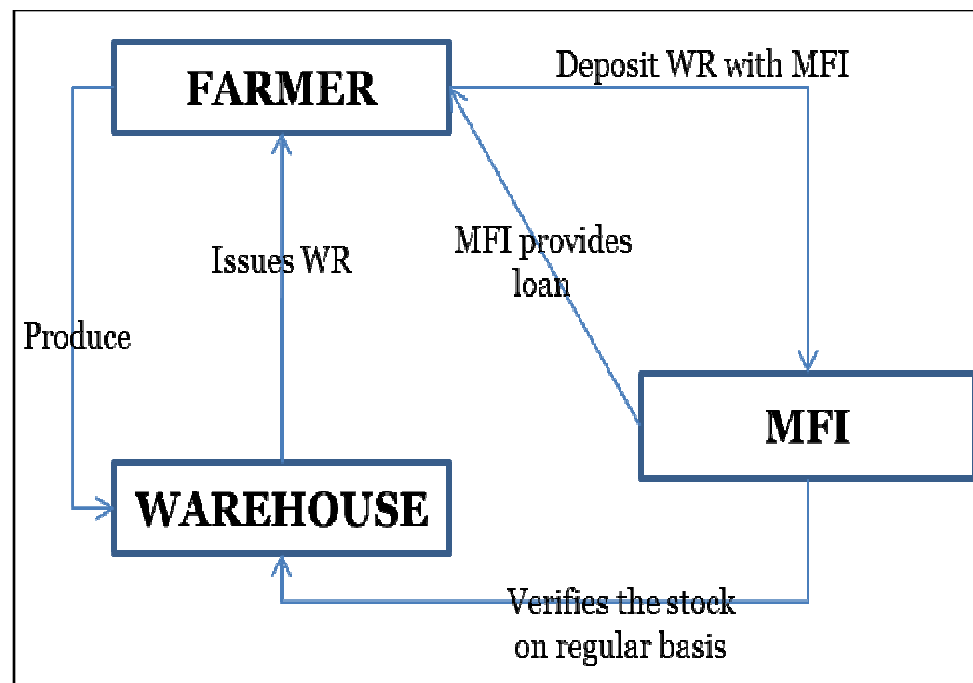 FARMER
Deposit WR with MFI
Issues WR
MFI provides
loan
Produce
MFI
WAREHOUSE
Verifies the stock
on regular basis